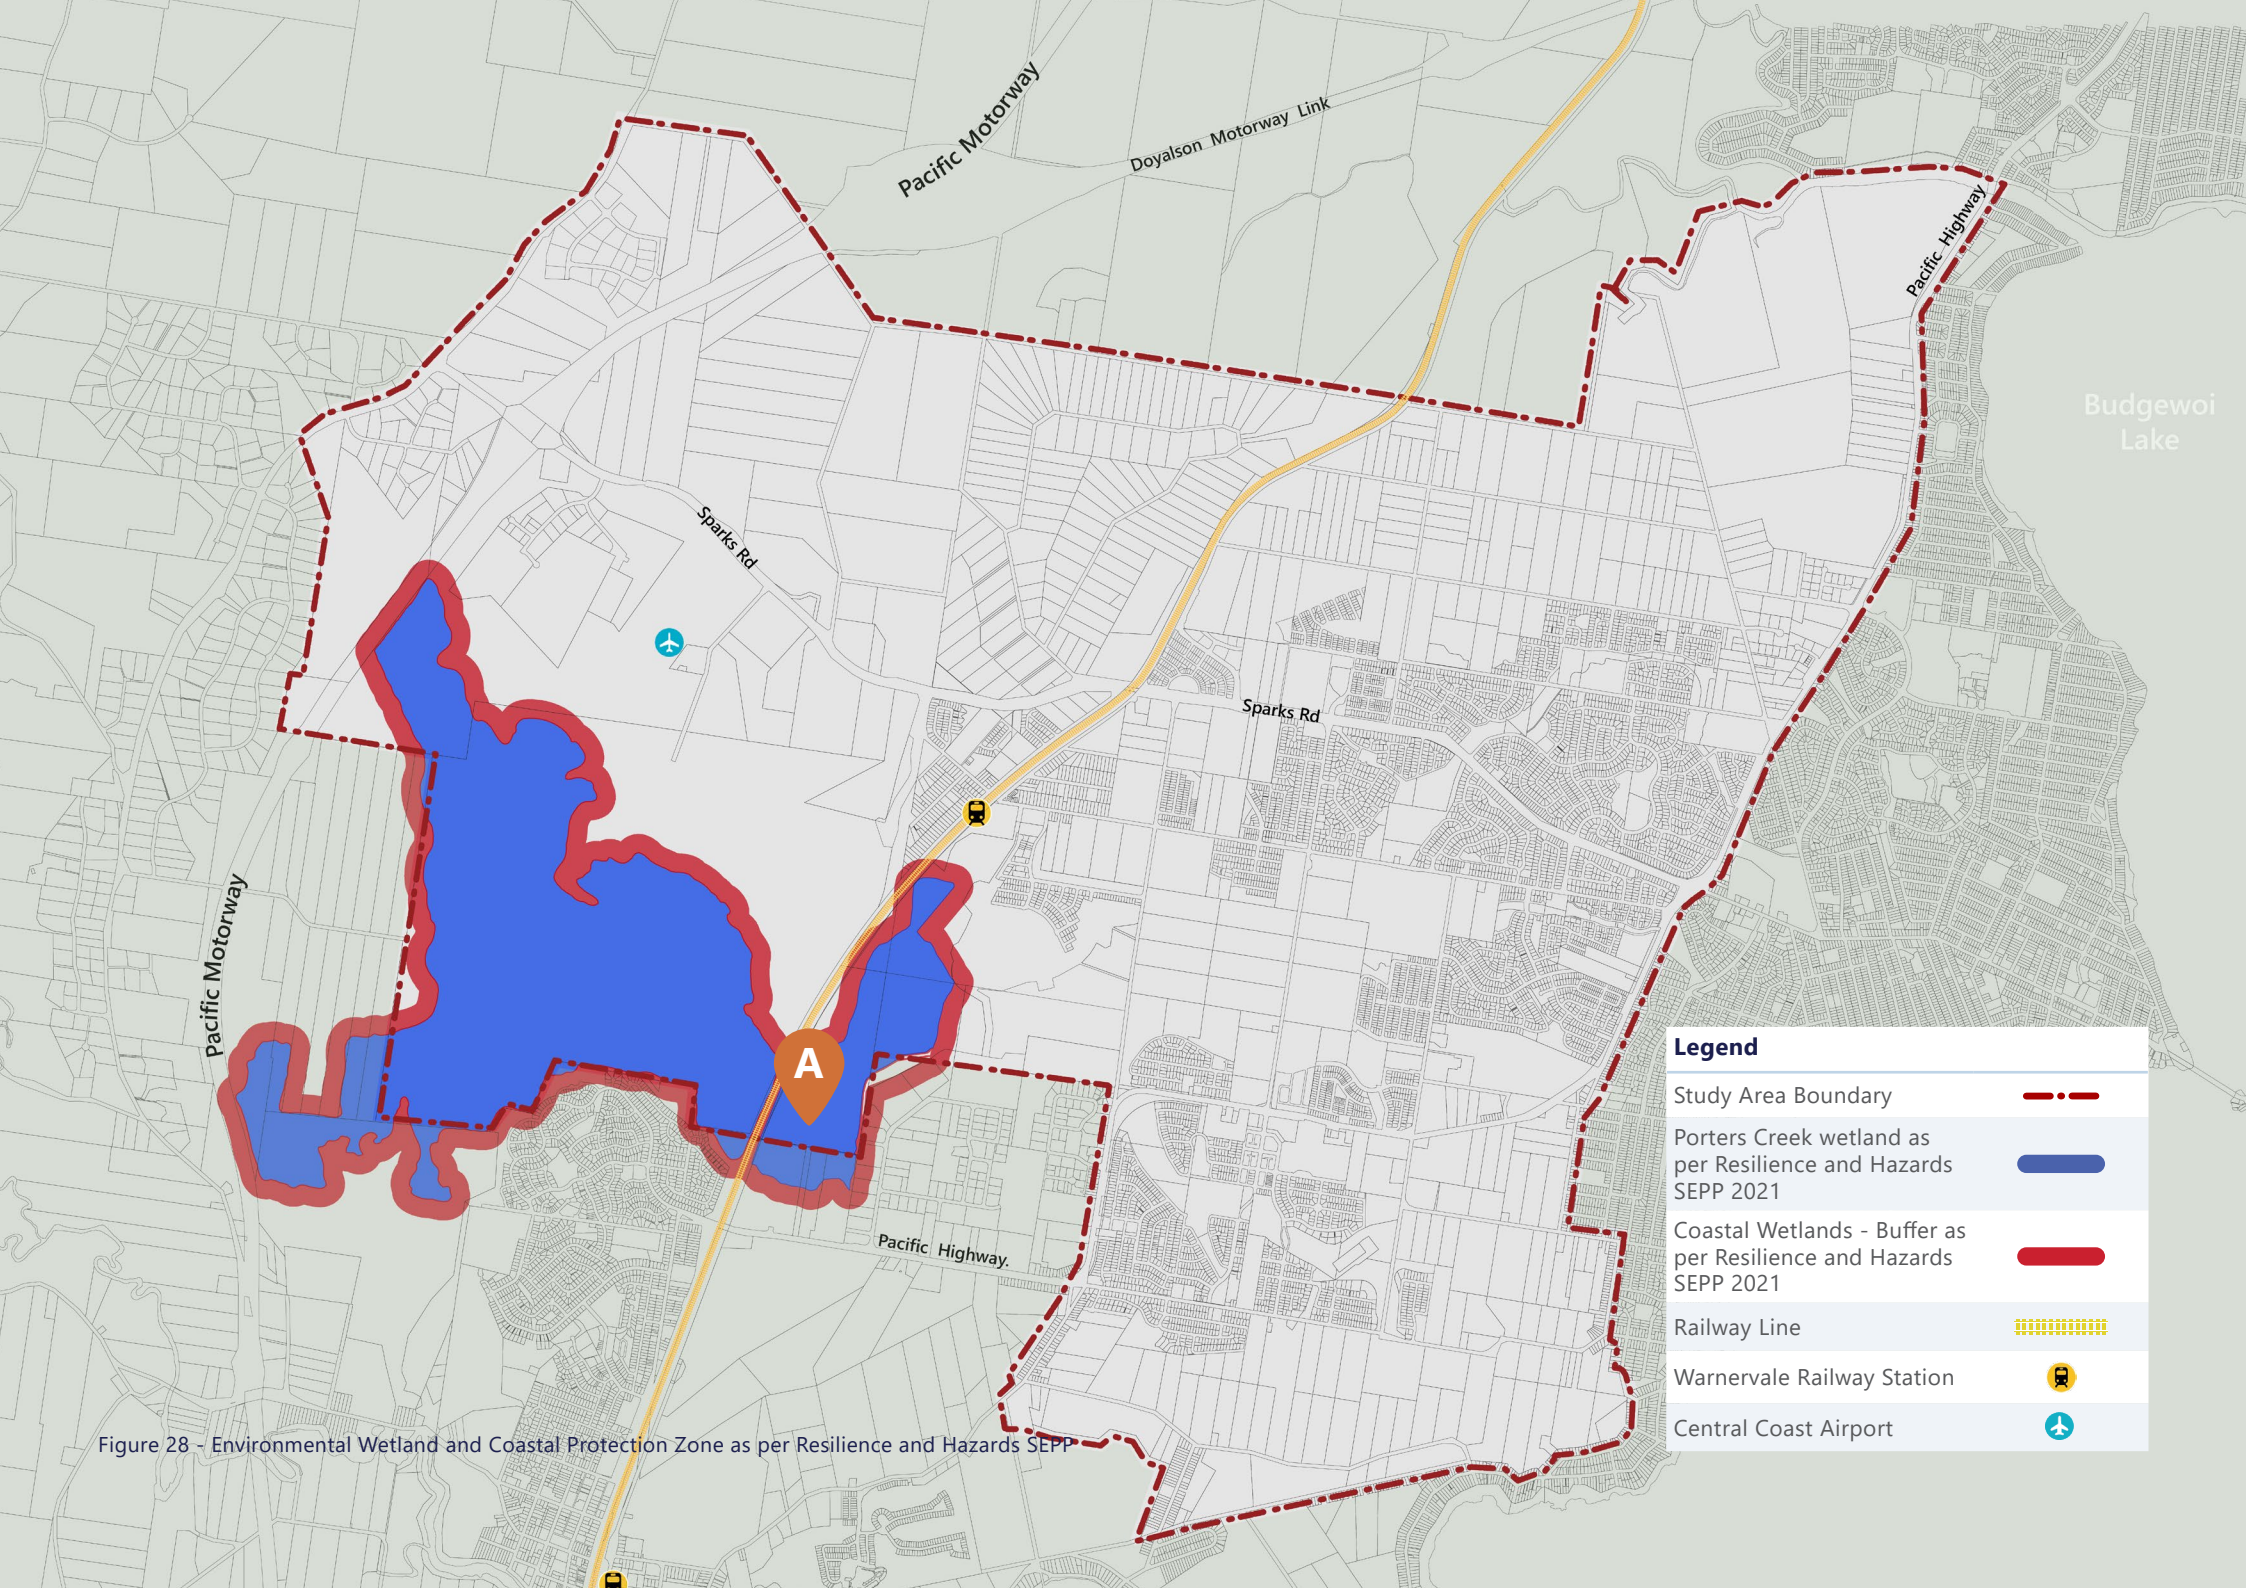 Pacific Motorway
Doyalson Motorway Link
Pacific Highway
Budgewoi
Lake
Sparks Rd
Sparks Rd
Pacific Motorway
A
Pacific Highway.
Legend
Study Area Boundary
Porters Creek wetland as
per Resilience and Hazards
SEPP 2021
Coastal Wetlands - Buffer as
per Resilience and Hazards
SEPP 2021
Railway Line
Warnervale Railway Station
Central Coast Airport
Figure 28 - Environmental Wetland and Coastal Protection Zone as per Resilience and Hazards SEPP